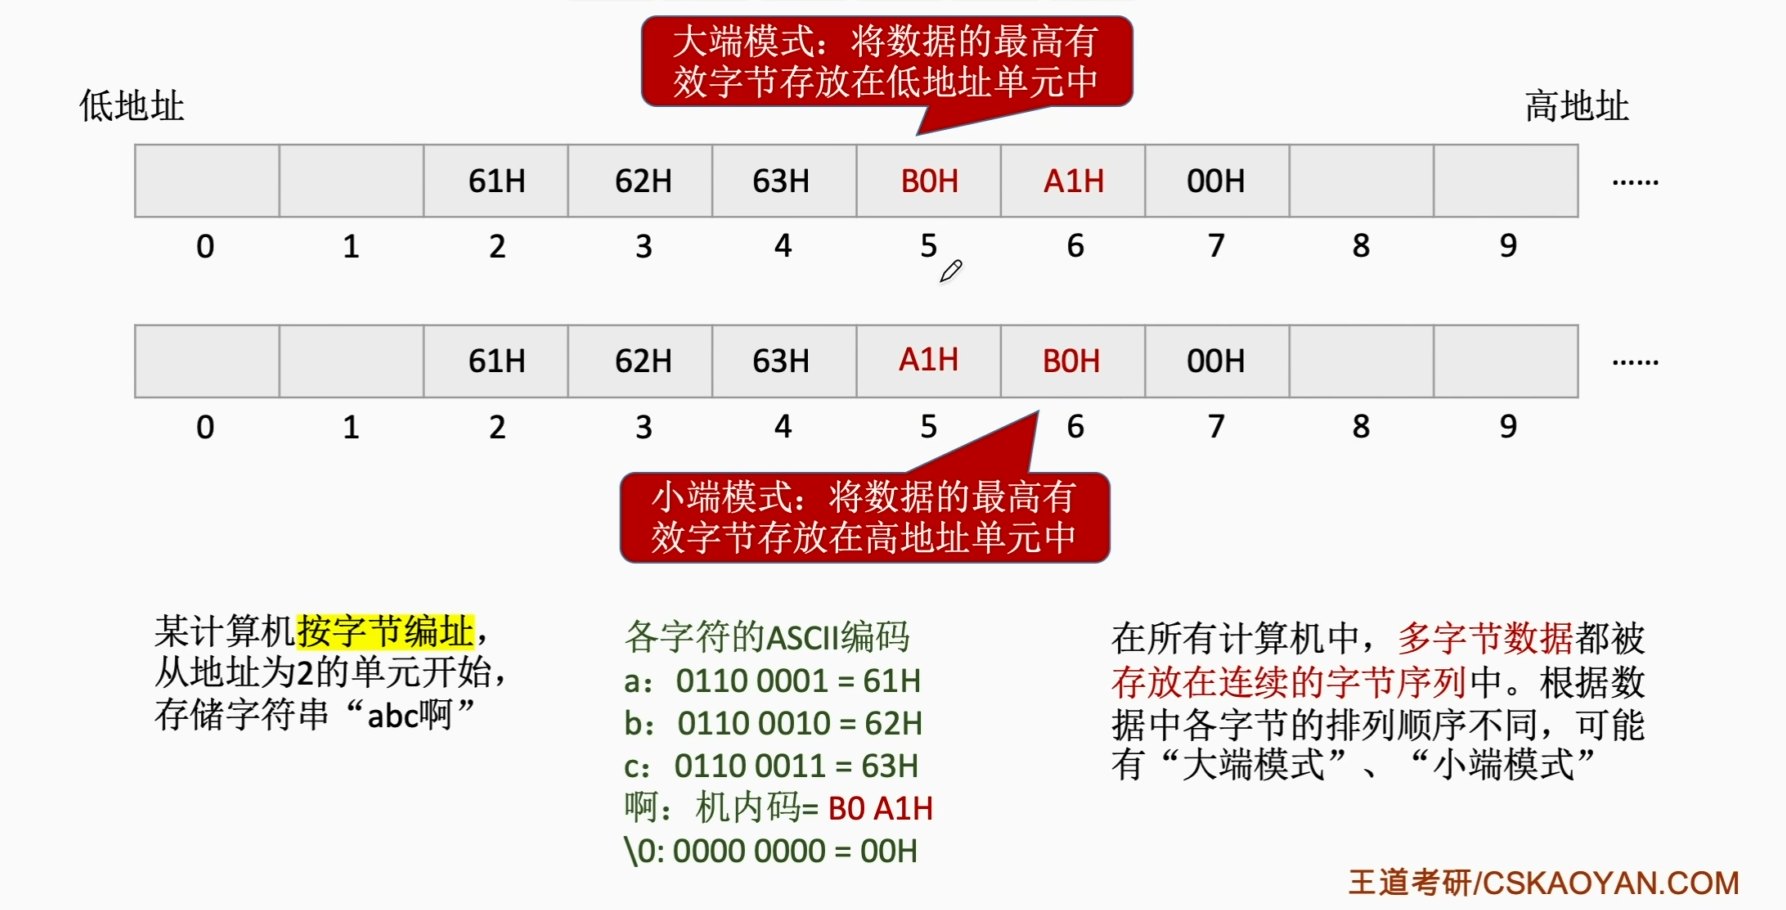 大端模式：将数据的最高有
效字节存放在低地址单元中
低地址
高地址
61H 62H 63H B0H A1H 00H ……
0 1 2 3 4 5 6 7 8 9
61H 62H 63H A1H B0H 00H ……
0 1 2 3 4 5 6 7 8 9
小端模式：将数据的最高有
效字节存放在高地址单元中
某计算机按字节编址，
从地址为2的单元开始，
存储字符串“abc啊”
各字符的ASCII编码
a： 0110 0001 = 61H
b： 0110 0010 = 62H
c： 0110 0011 = 63H
啊：机内码= B0 A1H
\0: 0000 0000 = 00H
在所有计算机中，多字节数据都被
存放在连续的字节序列中。根据数
据中各字节的排列顺序不同，可能
有“大端模式”、“小端模式”
王道考研/CSKAOYAN.COM